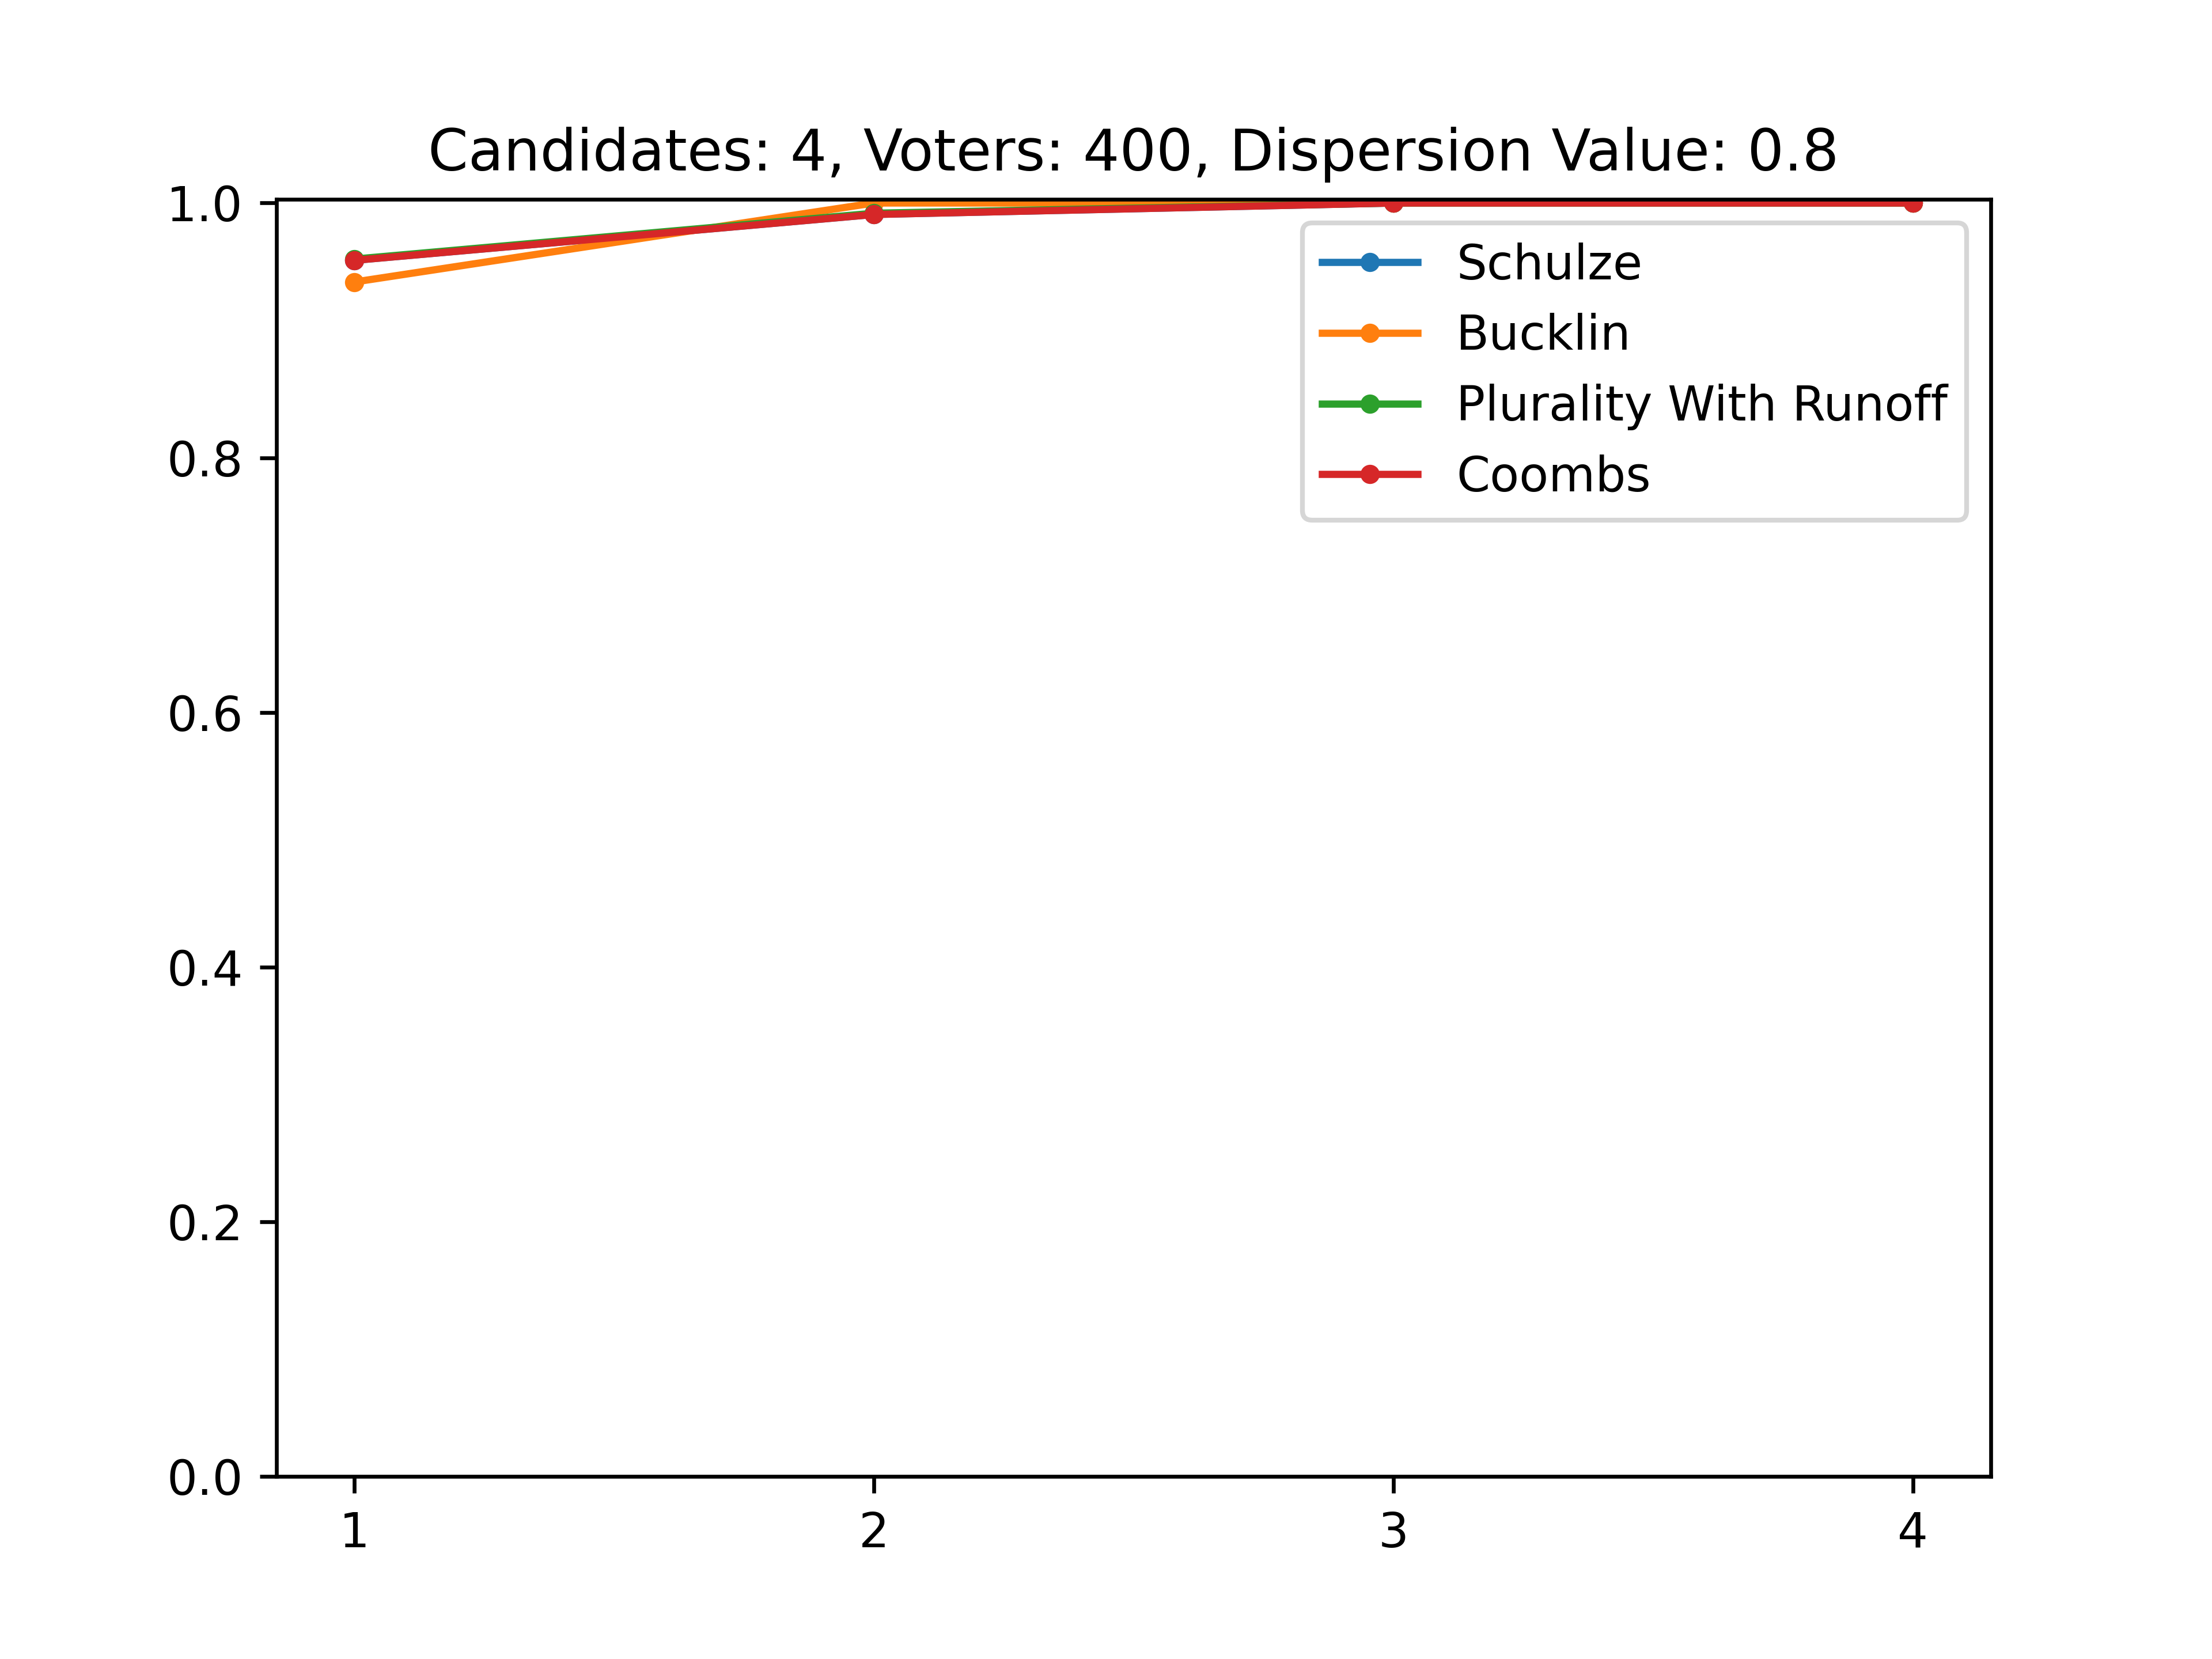 Candidates: 4, Voters: 400, Dispersion Value: 0.8
1.0
0.8
0.6
0.4
0.2
0.0
Schulze
Bucklin
Plurality With Runoff
Coombs
1 2 3 4